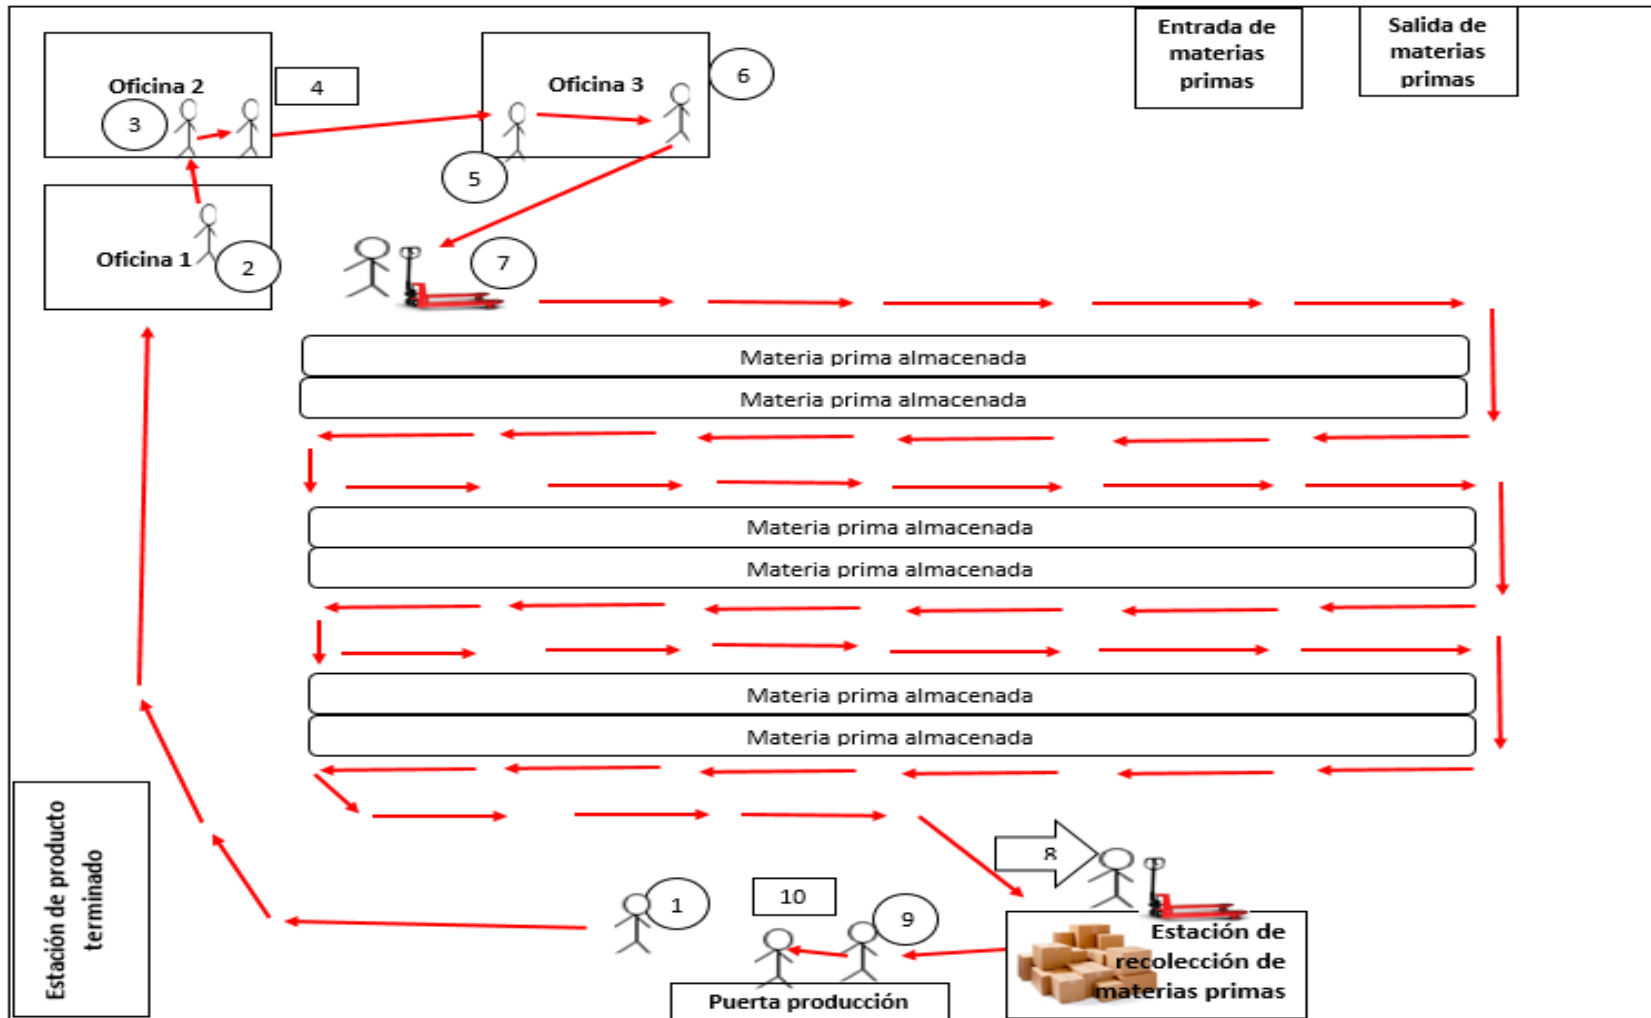 Entrada de
materias
primas
Salida de
materias
primas
Oficina 2
4
Oficina 3
6
3
5
Oficina 1
2
7
Materia prima almacenada
Materia prima almacenada
Materia prima almacenada
Materia prima almacenada
Materia prima almacenada
Materia prima almacenada
Estación de producto
terminado
8
1
10
9
Estación de
recolección de
materias primas
Puerta producción